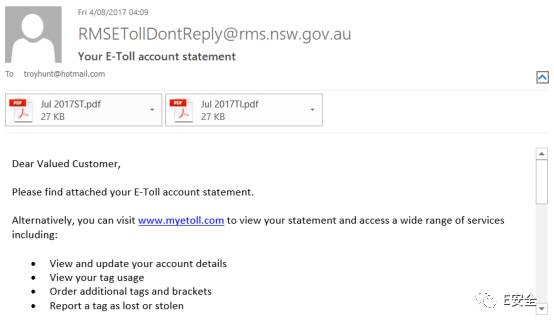 Fri 4/08/2017 04:09
RMSETollDontReply@rms.nsw.gov.au
Your E-Toll account statement
To troyhunt@hotmail.com
PDF Jul 2017ST.pdf
27 KB
PDF Jul 2017TI.pdf
27 KB
Dear Valued Customer,
Please find attached your E-Toll account statement.
Alternatively, you can visit www.myetoll.com to view your statement and access a wide range of services
including:
• View and update your account details
• View your tag usage
• Order additional tags and brackets
• Report a tag as lost or stolen
E安全